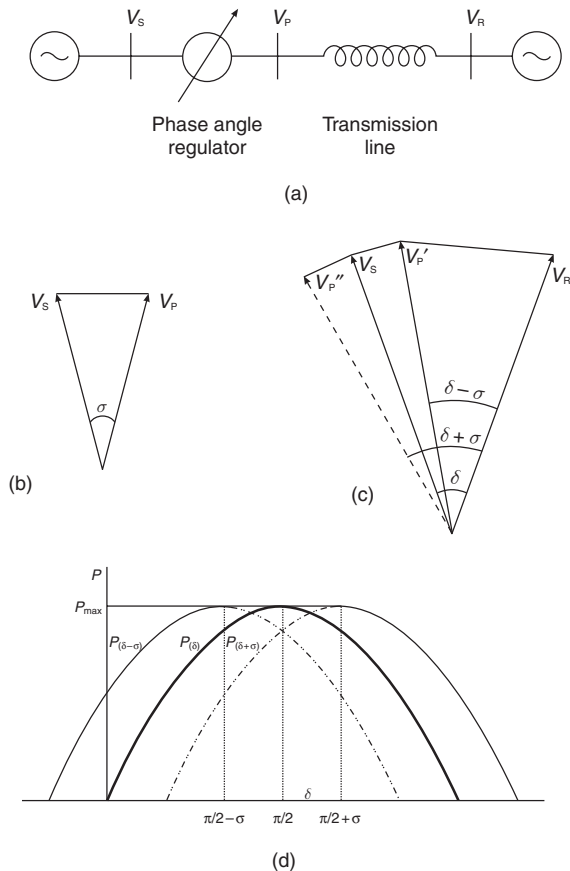 V_S V_P V_R
Phase angle regulator
Transmission line
(a)
V_S V_P
σ
(b)
V_P″ V_S V_P′ V_R
δ − σ
δ + σ
δ
(c)
P
P_max
P_(δ−σ) P_(δ) P_(δ+σ)
δ
π/2−σ π/2 π/2+σ
(d)